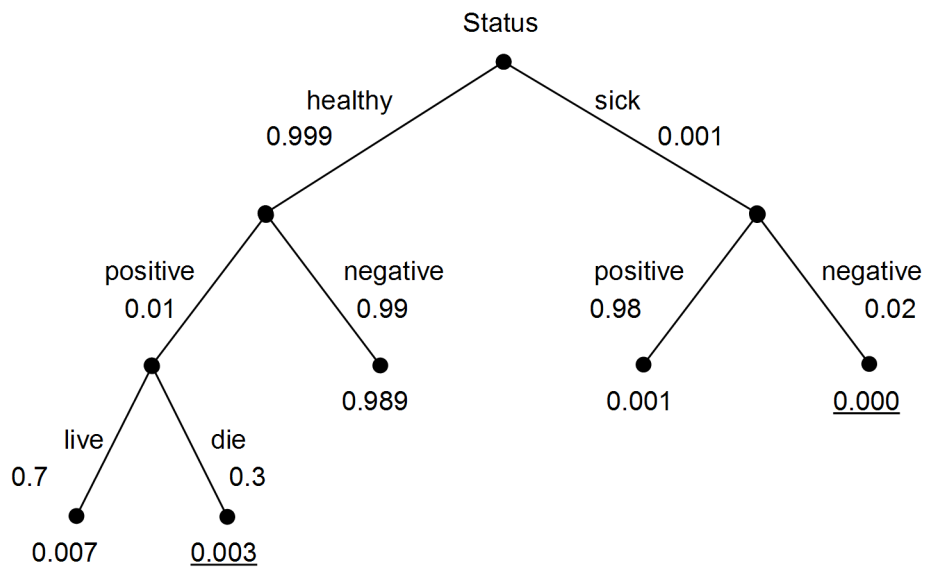 Status
healthy
sick
0.999
0.001
positive
negative
positive
negative
0.01
0.99
0.98
0.02
0.989
0.001
0.000
live
die
0.7
0.3
0.007
0.003